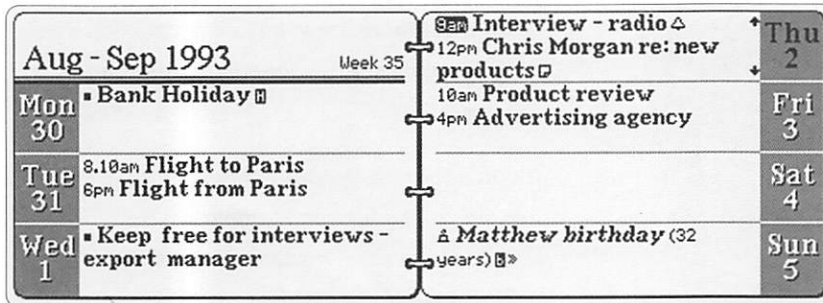 Aug - Sep 1993
Week 35
Mon 30
▪ Bank Holiday H
Tue 31
8.10am Flight to Paris
6pm Flight from Paris
Wed 1
▪ Keep free for interviews -
export manager
Thu 2
9am Interview - radio
12pm Chris Morgan re: new
products
Fri 3
10am Product review
4pm Advertising agency
Sat 4
Sun 5
Matthew birthday (32
years) B»